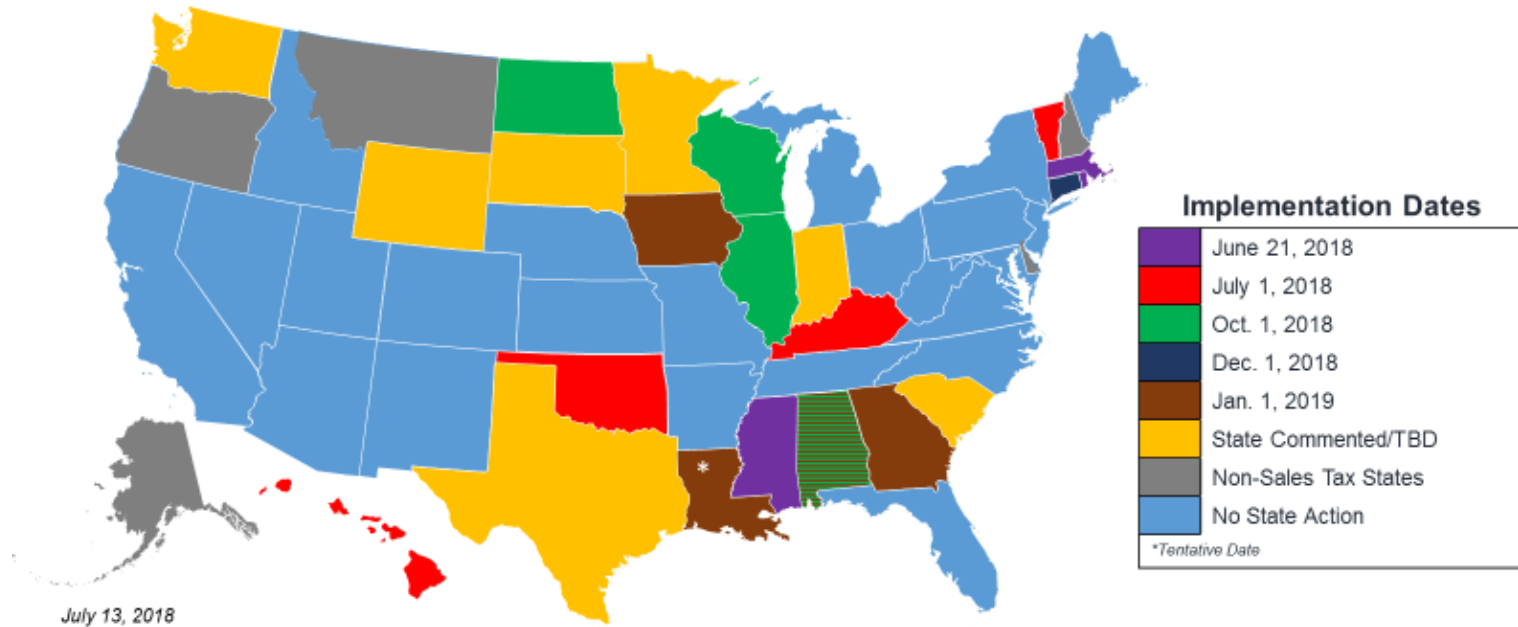 Implementation Dates
June 21, 2018
July 1, 2018
Oct. 1, 2018
Dec. 1, 2018
Jan. 1, 2019
State Commented/TBD
Non-Sales Tax States
No State Action
*Tentative Date
*
July 13, 2018